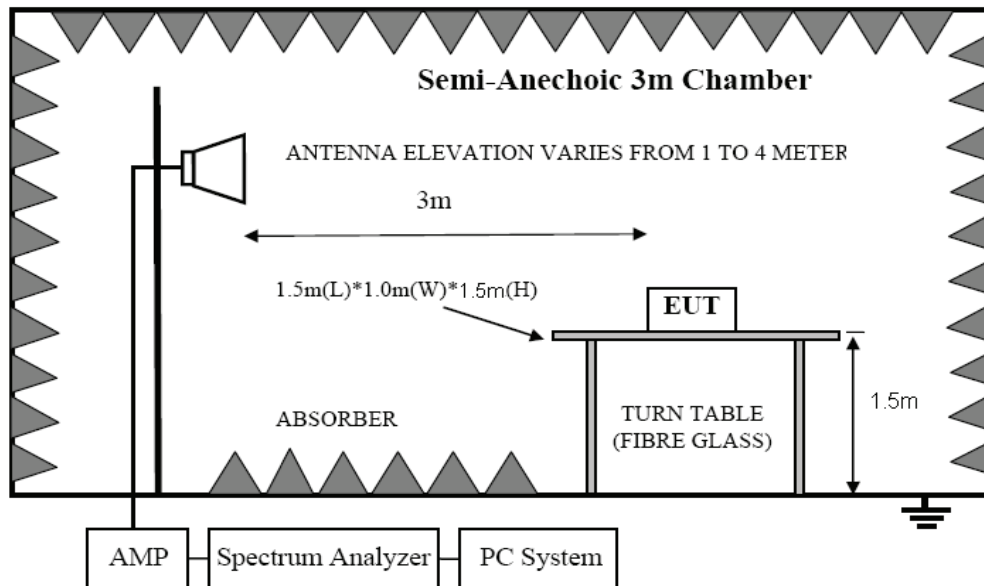 Semi-Anechoic 3m Chamber
ANTENNA ELEVATION VARIES FROM 1 TO 4 METER
3m
1.5m(L)*1.0m(W)*1.5m(H)
EUT
1.5m
ABSORBER
TURN TABLE
(FIBRE GLASS)
AMP
Spectrum Analyzer
PC System